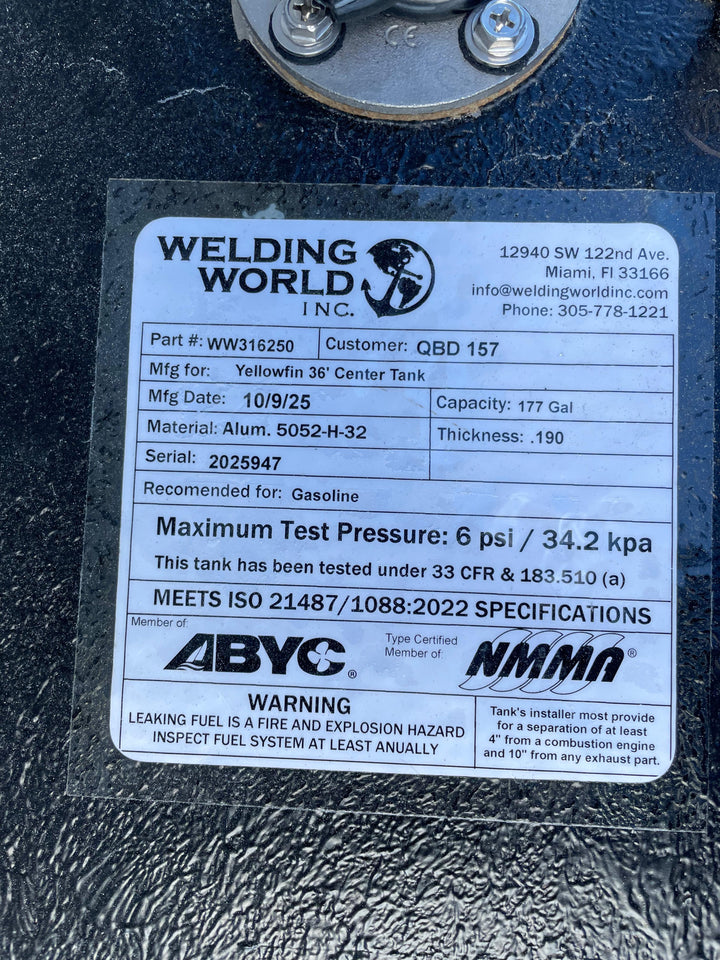 CE
WELDING
WORLD
INC.
12940 SW 122nd Ave.
Miami, Fl 33166
info@weldingworldinc.com
Phone: 305-778-1221
Part #: WW316250 Customer: QBD 157
Mfg for: Yellowfin 36' Center Tank
Mfg Date: 10/9/25 Capacity: 177 Gal
Material: Alum. 5052-H-32 Thickness: .190
Serial: 2025947
Recomended for: Gasoline
Maximum Test Pressure: 6 psi / 34.2 kpa
This tank has been tested under 33 CFR & 183.510 (a)
MEETS ISO 21487/1088:2022 SPECIFICATIONS
Member of:
ABYC®
Type Certified
Member of:
NMMA®
WARNING
LEAKING FUEL IS A FIRE AND EXPLOSION HAZARD
INSPECT FUEL SYSTEM AT LEAST ANUALLY
Tank's installer most provide
for a separation of at least
4" from a combustion engine
and 10" from any exhaust part.